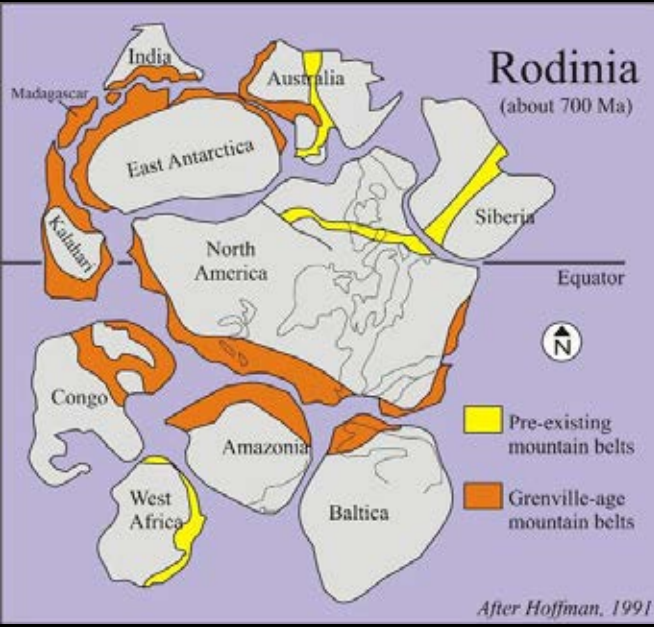 Rodinia
(about 700 Ma)
India
Australia
Madagascar
East Antarctica
Siberia
Kalahari
North
America
Equator
N
Congo
Amazonia
West
Africa
Baltica
Pre-existing
mountain belts
Grenville-age
mountain belts
After Hoffman, 1991